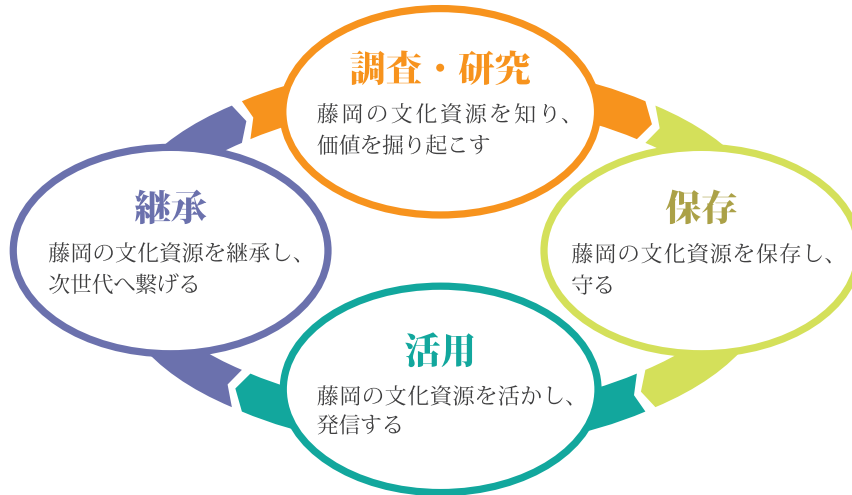 調査・研究
藤岡の文化資源を知り、
価値を掘り起こす
継承
藤岡の文化資源を継承し、
次世代へ繋げる
保存
藤岡の文化資源を保存し、
守る
活用
藤岡の文化資源を活かし、
発信する